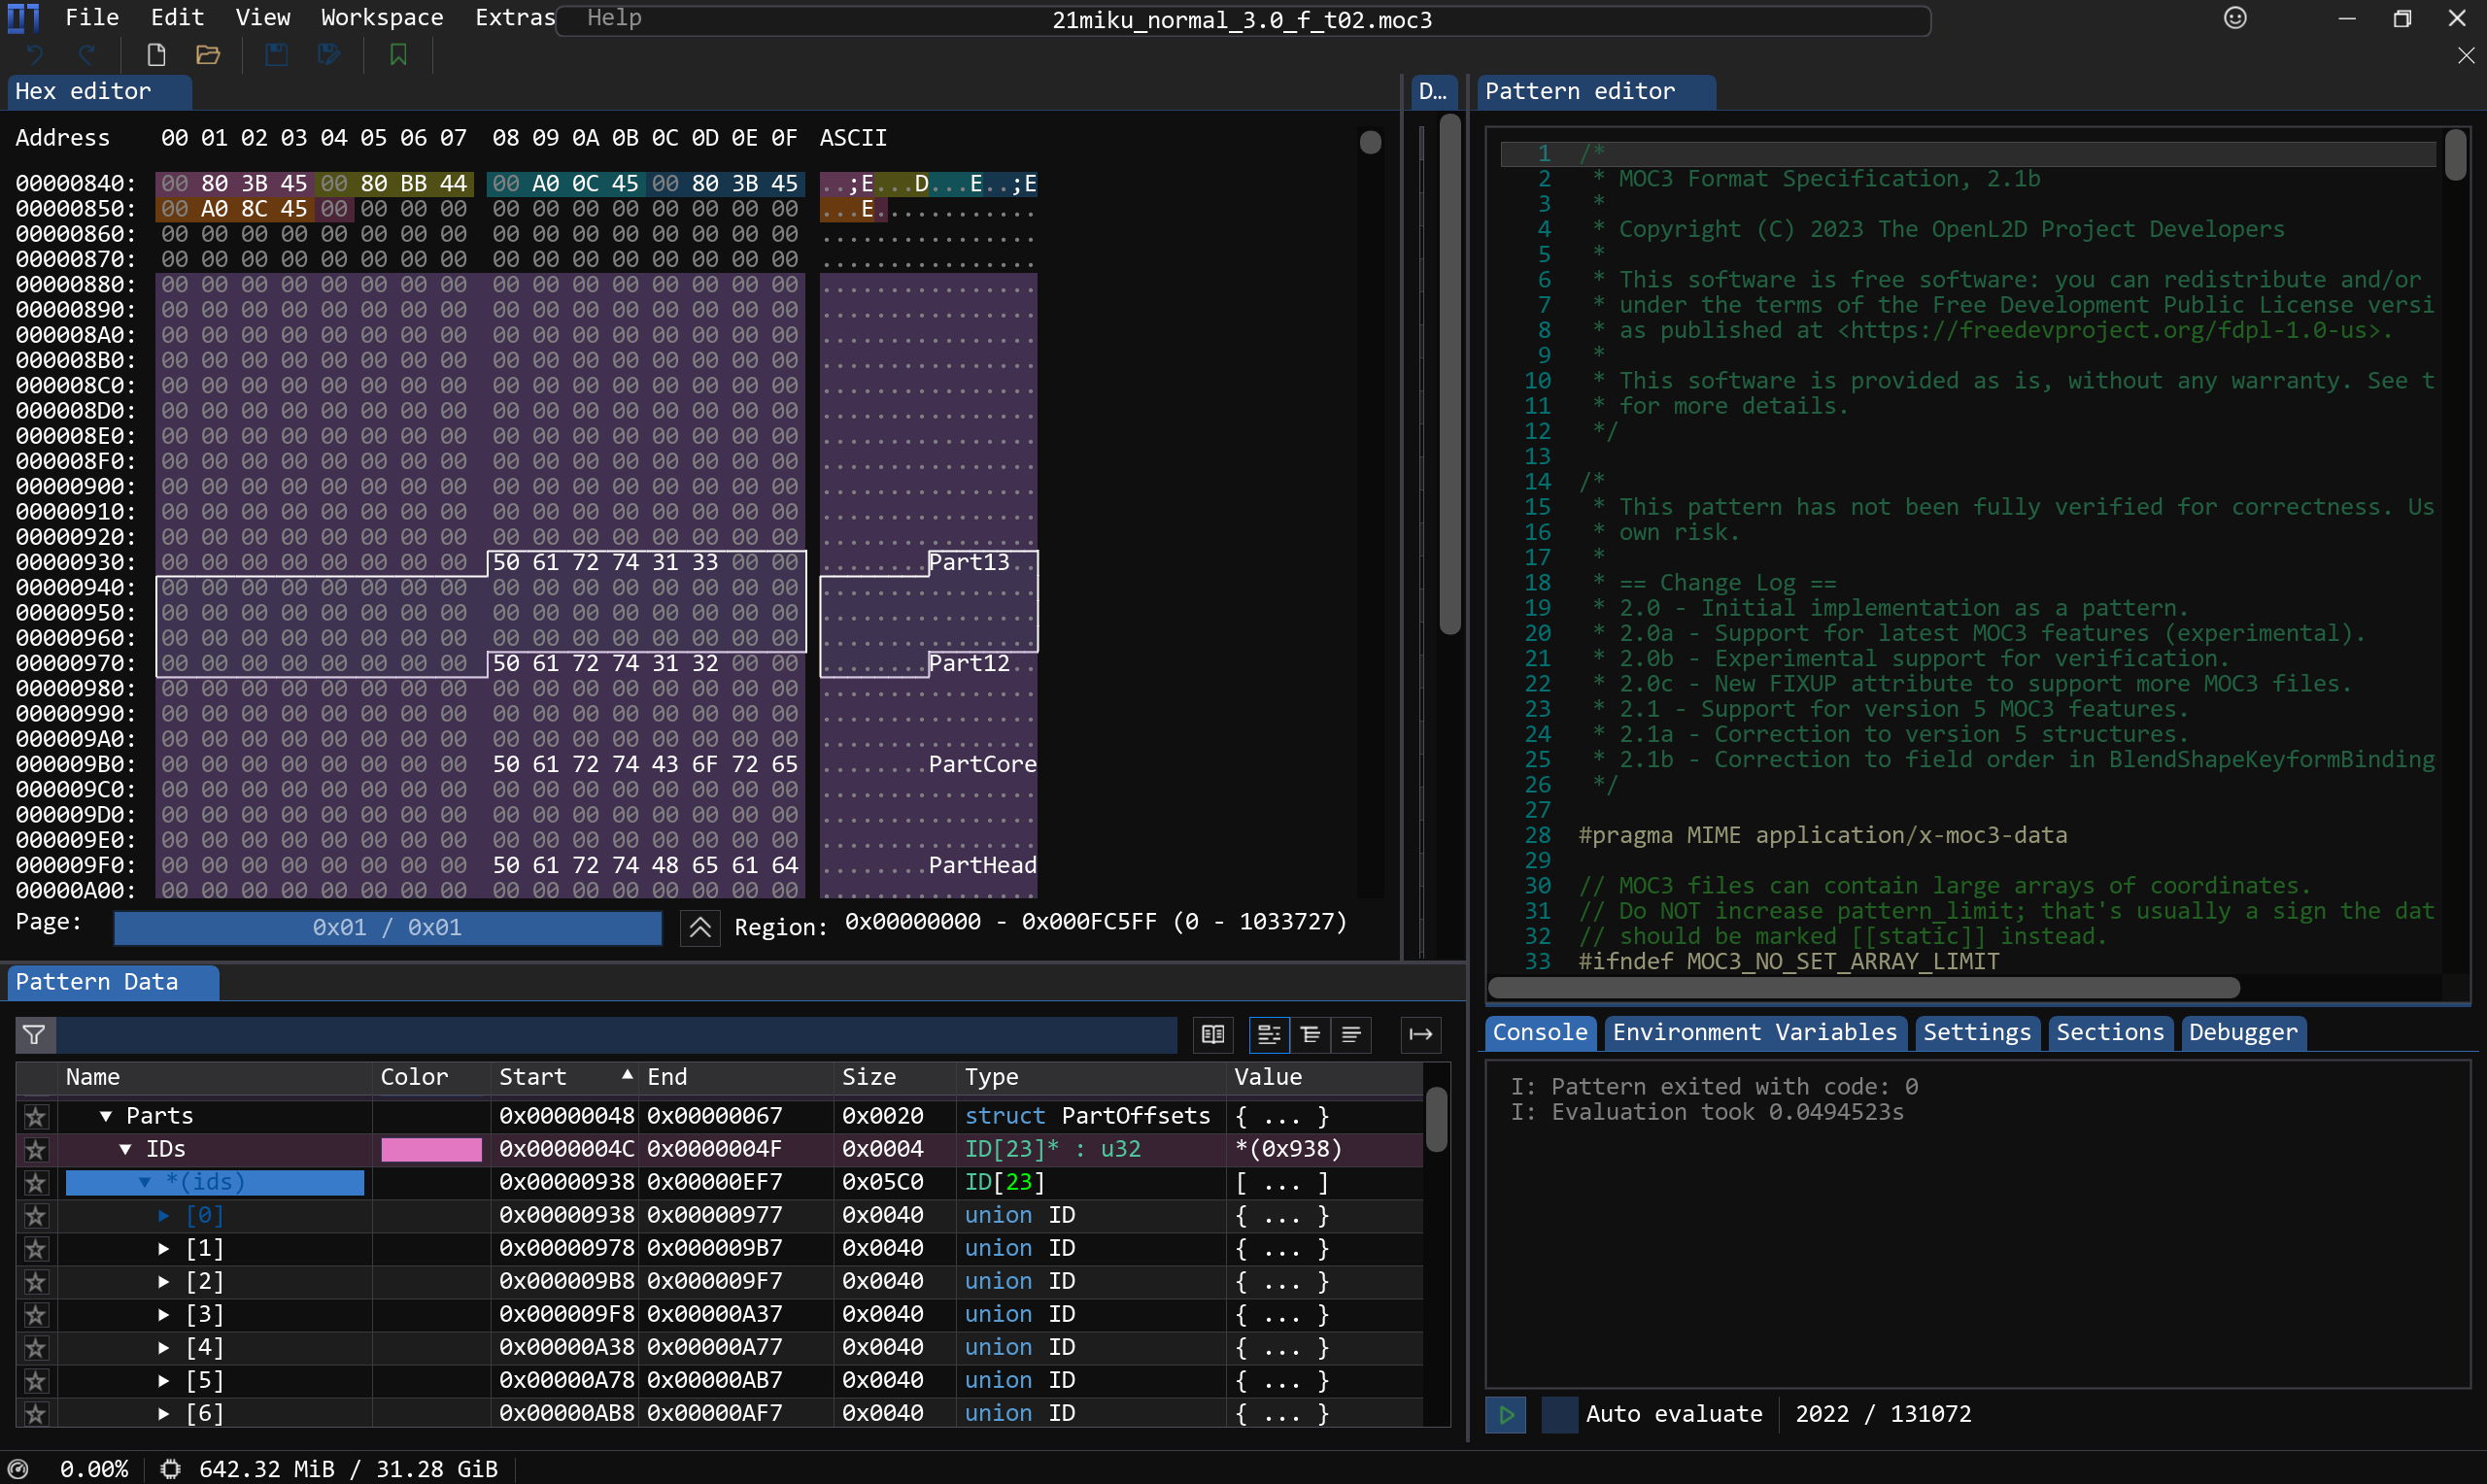 File Edit View Workspace Extras Help
21miku_normal_3.0_f_t02.moc3
Hex editor
Address 00 01 02 03 04 05 06 07 08 09 0A 0B 0C 0D 0E 0F ASCII
00000840: 00 80 3B 45 00 80 BB 44 00 A0 0C 45 00 80 3B 45 ..;E...D...E..;E
00000850: 00 A0 8C 45 00 00 00 00 00 00 00 00 00 00 00 00 ...E............
00000860: 00 00 00 00 00 00 00 00 00 00 00 00 00 00 00 00 ................
00000870: 00 00 00 00 00 00 00 00 00 00 00 00 00 00 00 00 ................
00000880: 00 00 00 00 00 00 00 00 00 00 00 00 00 00 00 00 ................
00000890: 00 00 00 00 00 00 00 00 00 00 00 00 00 00 00 00 ................
000008A0: 00 00 00 00 00 00 00 00 00 00 00 00 00 00 00 00 ................
000008B0: 00 00 00 00 00 00 00 00 00 00 00 00 00 00 00 00 ................
000008C0: 00 00 00 00 00 00 00 00 00 00 00 00 00 00 00 00 ................
000008D0: 00 00 00 00 00 00 00 00 00 00 00 00 00 00 00 00 ................
000008E0: 00 00 00 00 00 00 00 00 00 00 00 00 00 00 00 00 ................
000008F0: 00 00 00 00 00 00 00 00 00 00 00 00 00 00 00 00 ................
00000900: 00 00 00 00 00 00 00 00 00 00 00 00 00 00 00 00 ................
00000910: 00 00 00 00 00 00 00 00 00 00 00 00 00 00 00 00 ................
00000920: 00 00 00 00 00 00 00 00 00 00 00 00 00 00 00 00 ................
00000930: 00 00 00 00 00 00 00 00 50 61 72 74 31 33 00 00 ........Part13..
00000940: 00 00 00 00 00 00 00 00 00 00 00 00 00 00 00 00 ................
00000950: 00 00 00 00 00 00 00 00 00 00 00 00 00 00 00 00 ................
00000960: 00 00 00 00 00 00 00 00 00 00 00 00 00 00 00 00 ................
00000970: 00 00 00 00 00 00 00 00 50 61 72 74 31 32 00 00 ........Part12..
00000980: 00 00 00 00 00 00 00 00 00 00 00 00 00 00 00 00 ................
00000990: 00 00 00 00 00 00 00 00 00 00 00 00 00 00 00 00 ................
000009A0: 00 00 00 00 00 00 00 00 00 00 00 00 00 00 00 00 ................
000009B0: 00 00 00 00 00 00 00 00 50 61 72 74 43 6F 72 65 ........PartCore
000009C0: 00 00 00 00 00 00 00 00 00 00 00 00 00 00 00 00 ................
000009D0: 00 00 00 00 00 00 00 00 00 00 00 00 00 00 00 00 ................
000009E0: 00 00 00 00 00 00 00 00 00 00 00 00 00 00 00 00 ................
000009F0: 00 00 00 00 00 00 00 00 50 61 72 74 48 65 61 64 ........PartHead
00000A00: 00 00 00 00 00 00 00 00 00 00 00 00 00 00 00 00 ................
Page: 0x01 / 0x01 Region: 0x00000000 - 0x000FC5FF (0 - 1033727)
D...
Pattern editor
1 /*
2 * MOC3 Format Specification, 2.1b
3 *
4 * Copyright (C) 2023 The OpenL2D Project Developers
5 *
6 * This software is free software: you can redistribute and/or
7 * under the terms of the Free Development Public License versi
8 * as published at <https://freedevproject.org/fdpl-1.0-us>.
9 *
10 * This software is provided as is, without any warranty. See t
11 * for more details.
12 */
13
14 /*
15 * This pattern has not been fully verified for correctness. Us
16 * own risk.
17 *
18 * == Change Log ==
19 * 2.0 - Initial implementation as a pattern.
20 * 2.0a - Support for latest MOC3 features (experimental).
21 * 2.0b - Experimental support for verification.
22 * 2.0c - New FIXUP attribute to support more MOC3 files.
23 * 2.1 - Support for version 5 MOC3 features.
24 * 2.1a - Correction to version 5 structures.
25 * 2.1b - Correction to field order in BlendShapeKeyformBinding
26 */
27
28 #pragma MIME application/x-moc3-data
29
30 // MOC3 files can contain large arrays of coordinates.
31 // Do NOT increase pattern_limit; that's usually a sign the dat
32 // should be marked [[static]] instead.
33 #ifndef MOC3_NO_SET_ARRAY_LIMIT
Pattern Data
Name Color Start End Size Type Value
Parts 0x00000048 0x00000067 0x0020 struct PartOffsets { ... }
IDs 0x0000004C 0x0000004F 0x0004 ID[23]* : u32 *(0x938)
*(ids) 0x00000938 0x00000EF7 0x05C0 ID[23] [ ... ]
[0] 0x00000938 0x00000977 0x0040 union ID { ... }
[1] 0x00000978 0x000009B7 0x0040 union ID { ... }
[2] 0x000009B8 0x000009F7 0x0040 union ID { ... }
[3] 0x000009F8 0x00000A37 0x0040 union ID { ... }
[4] 0x00000A38 0x00000A77 0x0040 union ID { ... }
[5] 0x00000A78 0x00000AB7 0x0040 union ID { ... }
[6] 0x00000AB8 0x00000AF7 0x0040 union ID { ... }
Console Environment Variables Settings Sections Debugger
I: Pattern exited with code: 0
I: Evaluation took 0.0494523s
Auto evaluate 2022 / 131072
0.00% 642.32 MiB / 31.28 GiB